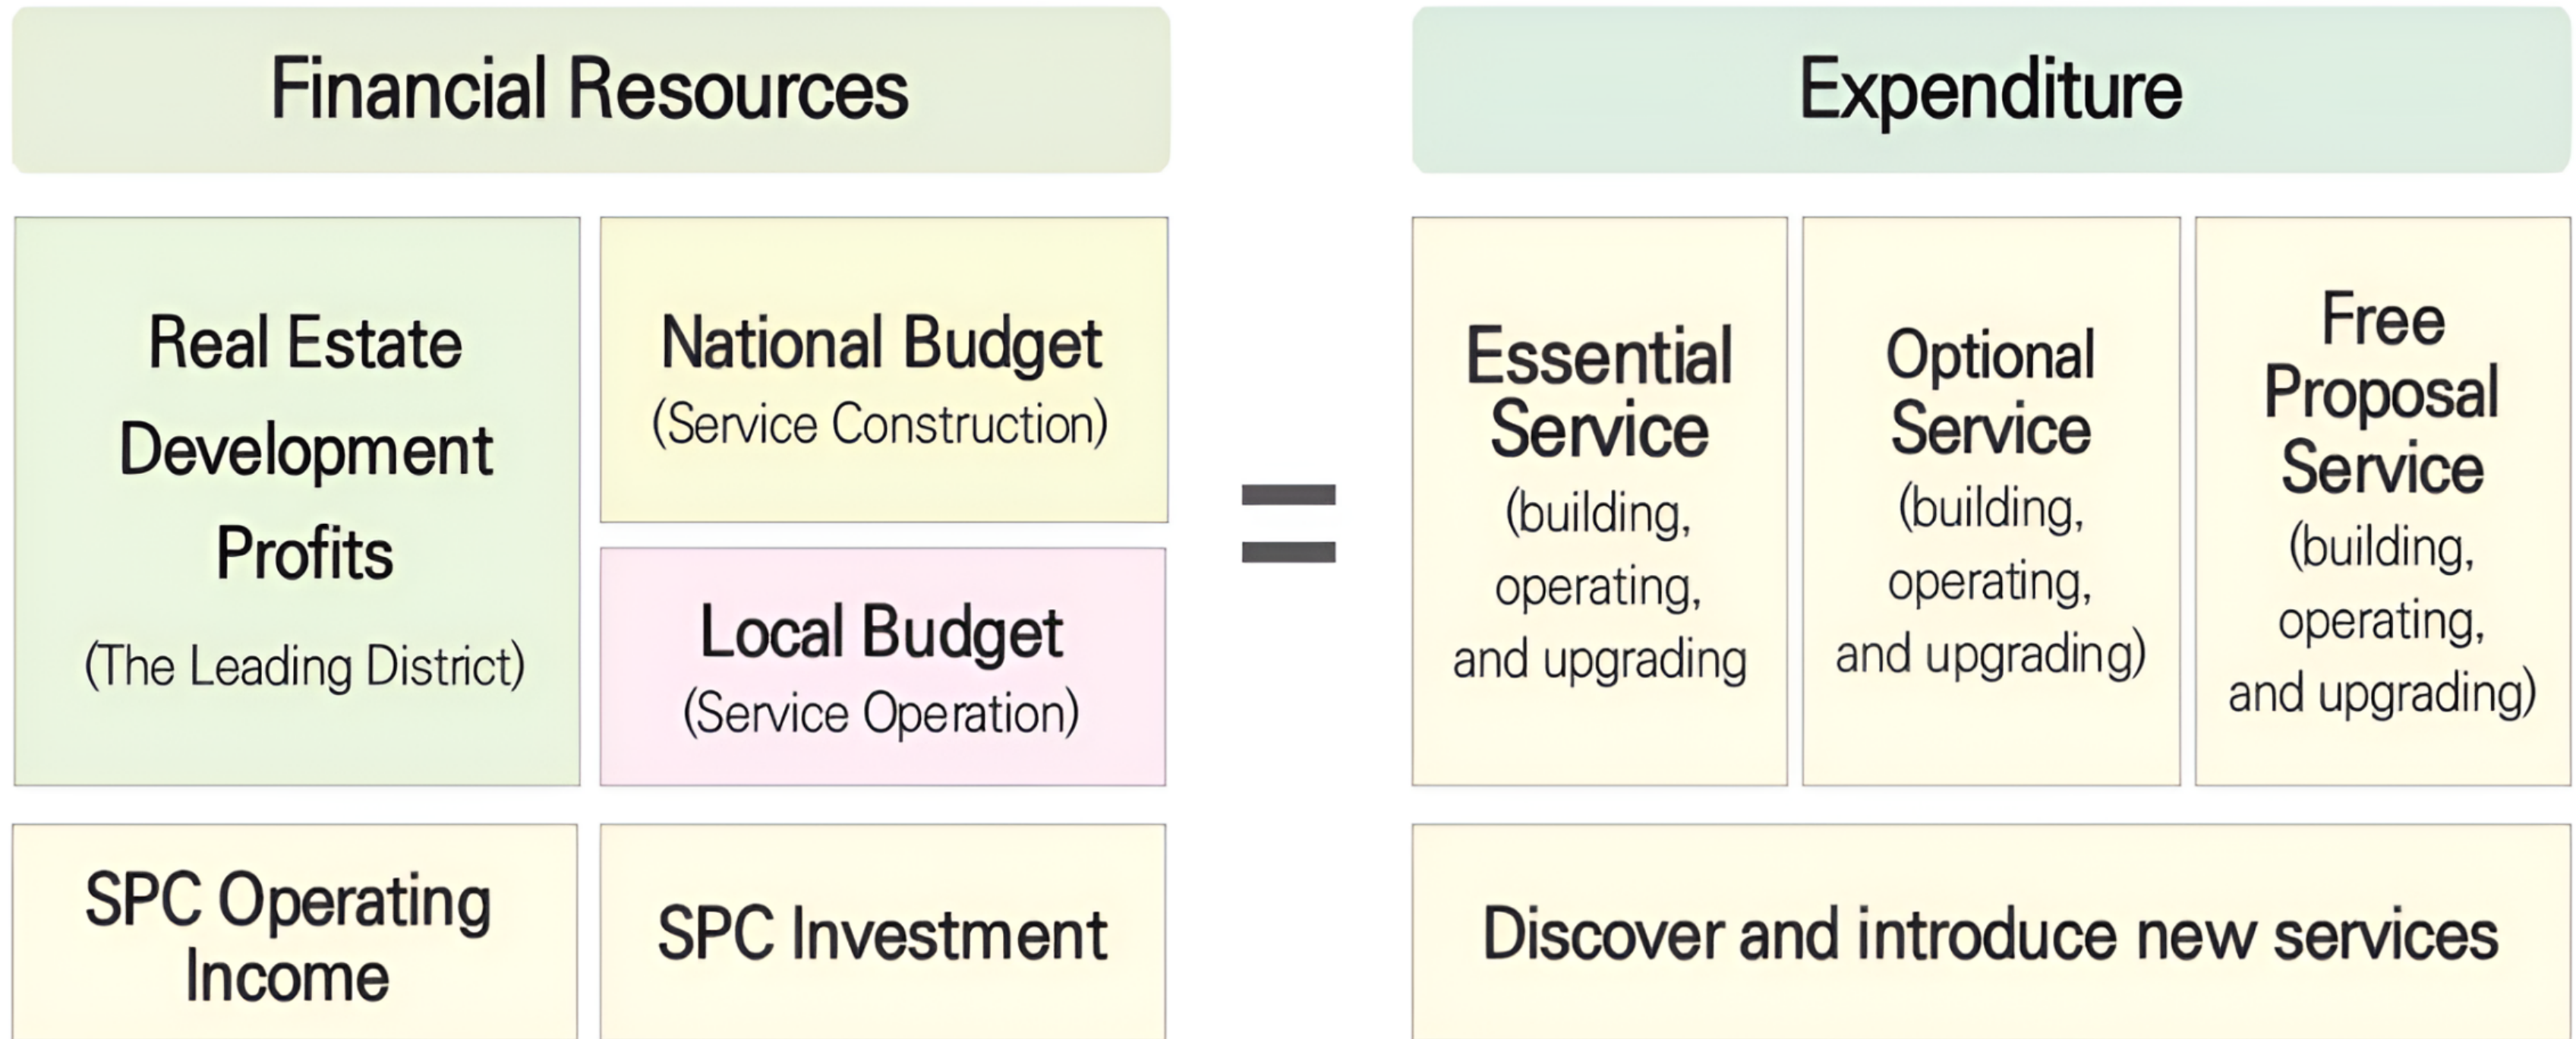 Financial Resources
Expenditure
Real Estate
Development
Profits
(The Leading District)
National Budget
(Service Construction)
Local Budget
(Service Operation)
=
Essential
Service
(building,
operating,
and upgrading
Optional
Service
(building,
operating,
and upgrading)
Free
Proposal
Service
(building,
operating,
and upgrading)
SPC Operating
Income
SPC Investment
Discover and introduce new services